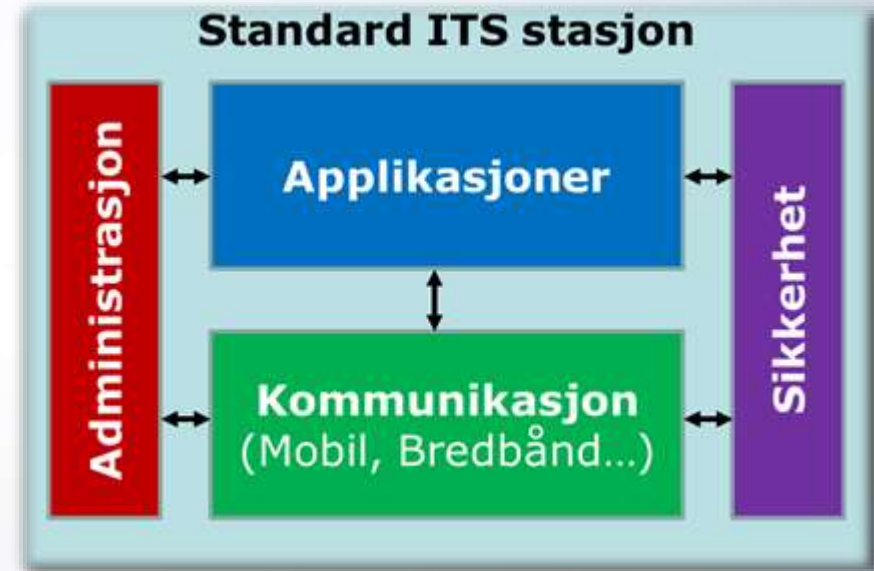 Standard ITS stasjon
Administrasjon
Applikasjoner
Kommunikasjon
(Mobil, Bredbånd...)
Sikkerhet